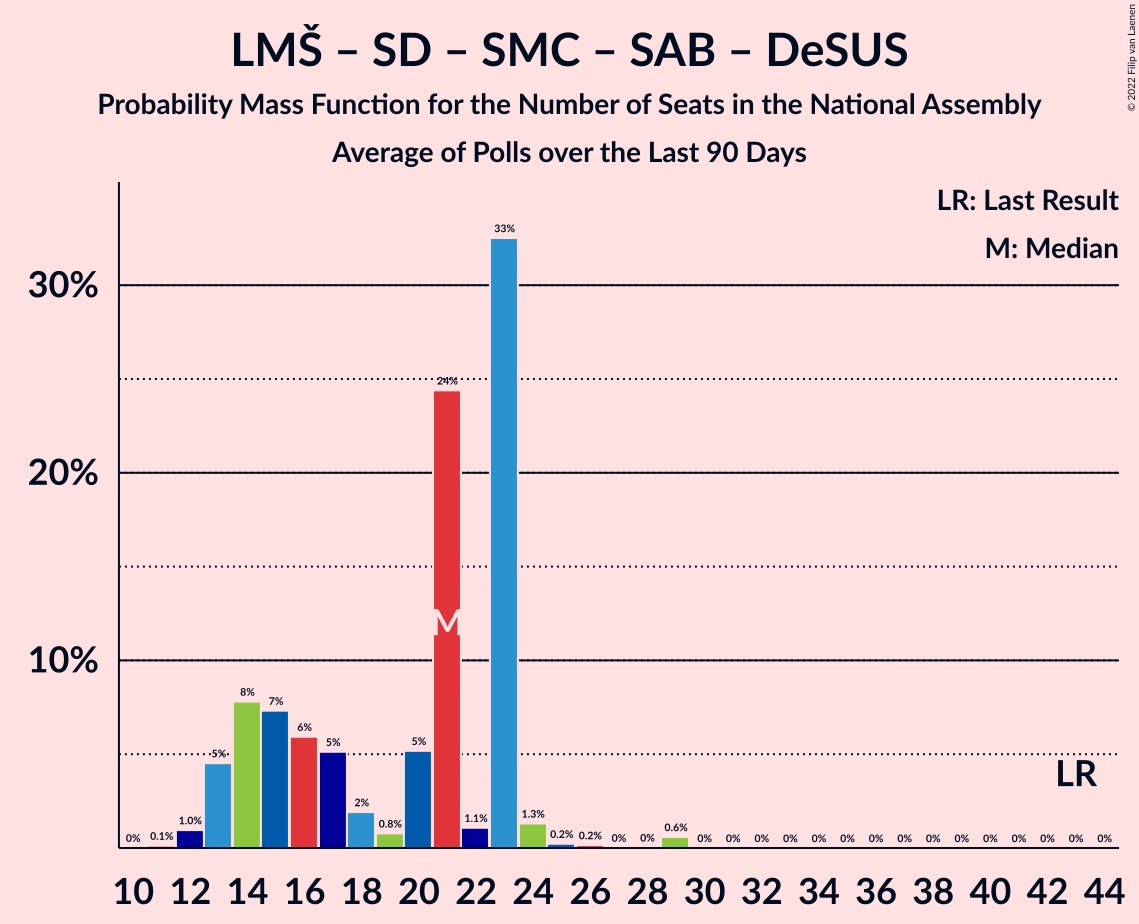 LMŠ – SD – SMC – SAB – DeSUS
Probability Mass Function for the Number of Seats in the National Assembly
Average of Polls over the Last 90 Days
© 2022 Filip van Laenen
LR: Last Result
M: Median
30%
20%
10%
0% 0.1% 1.0% 5% 8% 7% 6% 5% 2% 0.8% 5% 24% 1.1% 33% 1.3% 0.2% 0.2% 0% 0% 0.6% 0% 0% 0% 0% 0% 0% 0% 0% 0% 0% 0% 0% 0% 0% 0%
M
LR
10 12 14 16 18 20 22 24 26 28 30 32 34 36 38 40 42 44